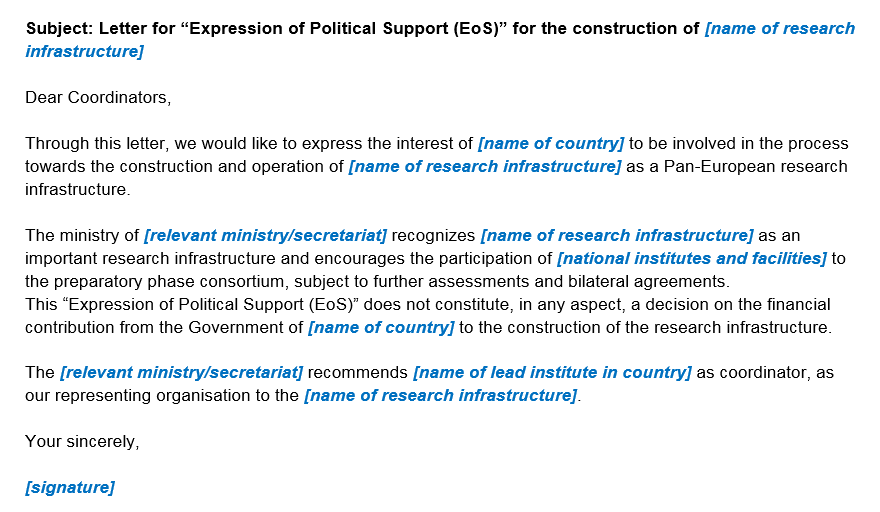 Subject: Letter for “Expression of Political Support (EoS)” for the construction of [name of research
infrastructure]
Dear Coordinators,
Through this letter, we would like to express the interest of [name of country] to be involved in the process
towards the construction and operation of [name of research infrastructure] as a Pan-European research
infrastructure.
The ministry of [relevant ministry/secretariat] recognizes [name of research infrastructure] as an
important research infrastructure and encourages the participation of [national institutes and facilities] to
the preparatory phase consortium, subject to further assessments and bilateral agreements.
This “Expression of Political Support (EoS)” does not constitute, in any aspect, a decision on the financial
contribution from the Government of [name of country] to the construction of the research infrastructure.
The [relevant ministry/secretariat] recommends [name of lead institute in country] as coordinator, as
our representing organisation to the [name of research infrastructure].
Your sincerely,
[signature]